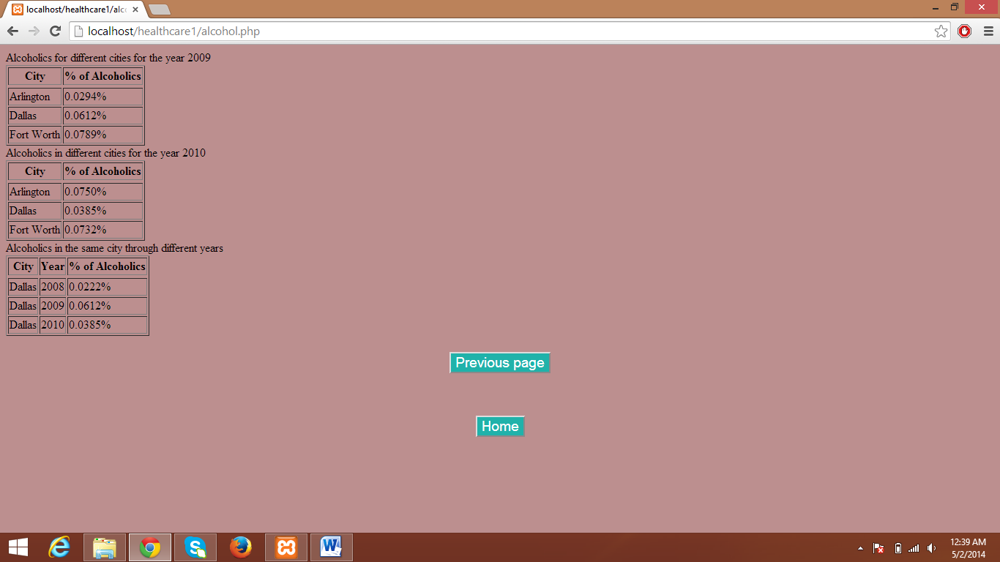 localhost/healthcare1/alc
localhost/healthcare1/alcohol.php
Alcoholics for different cities for the year 2009
City % of Alcoholics
Arlington 0.0294%
Dallas 0.0612%
Fort Worth 0.0789%
Alcoholics in different cities for the year 2010
City % of Alcoholics
Arlington 0.0750%
Dallas 0.0385%
Fort Worth 0.0732%
Alcoholics in the same city through different years
City Year % of Alcoholics
Dallas 2008 0.0222%
Dallas 2009 0.0612%
Dallas 2010 0.0385%
Previous page
Home
12:39 AM
5/2/2014